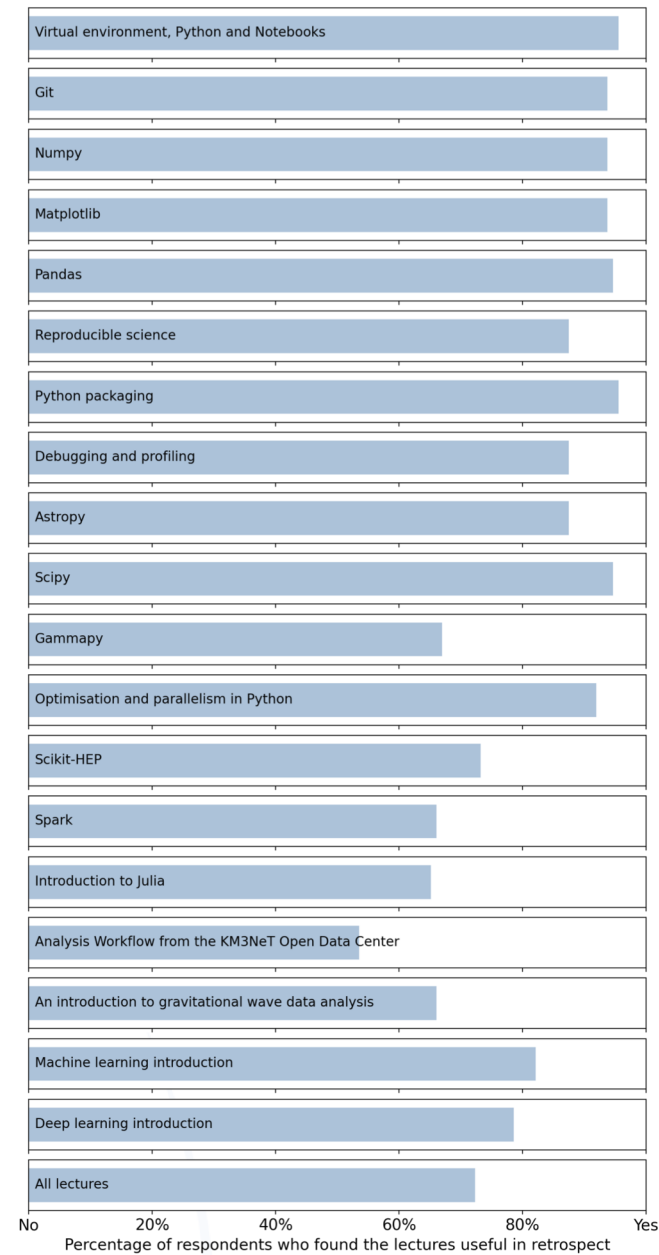 Virtual environment, Python and Notebooks
Git
Numpy
Matplotlib
Pandas
Reproducible science
Python packaging
Debugging and profiling
Astropy
Scipy
Gammapy
Optimisation and parallelism in Python
Scikit-HEP
Spark
Introduction to Julia
Analysis Workflow from the KM3NeT Open Data Center
An introduction to gravitational wave data analysis
Machine learning introduction
Deep learning introduction
All lectures
No 20% 40% 60% 80% Yes
Percentage of respondents who found the lectures useful in retrospect